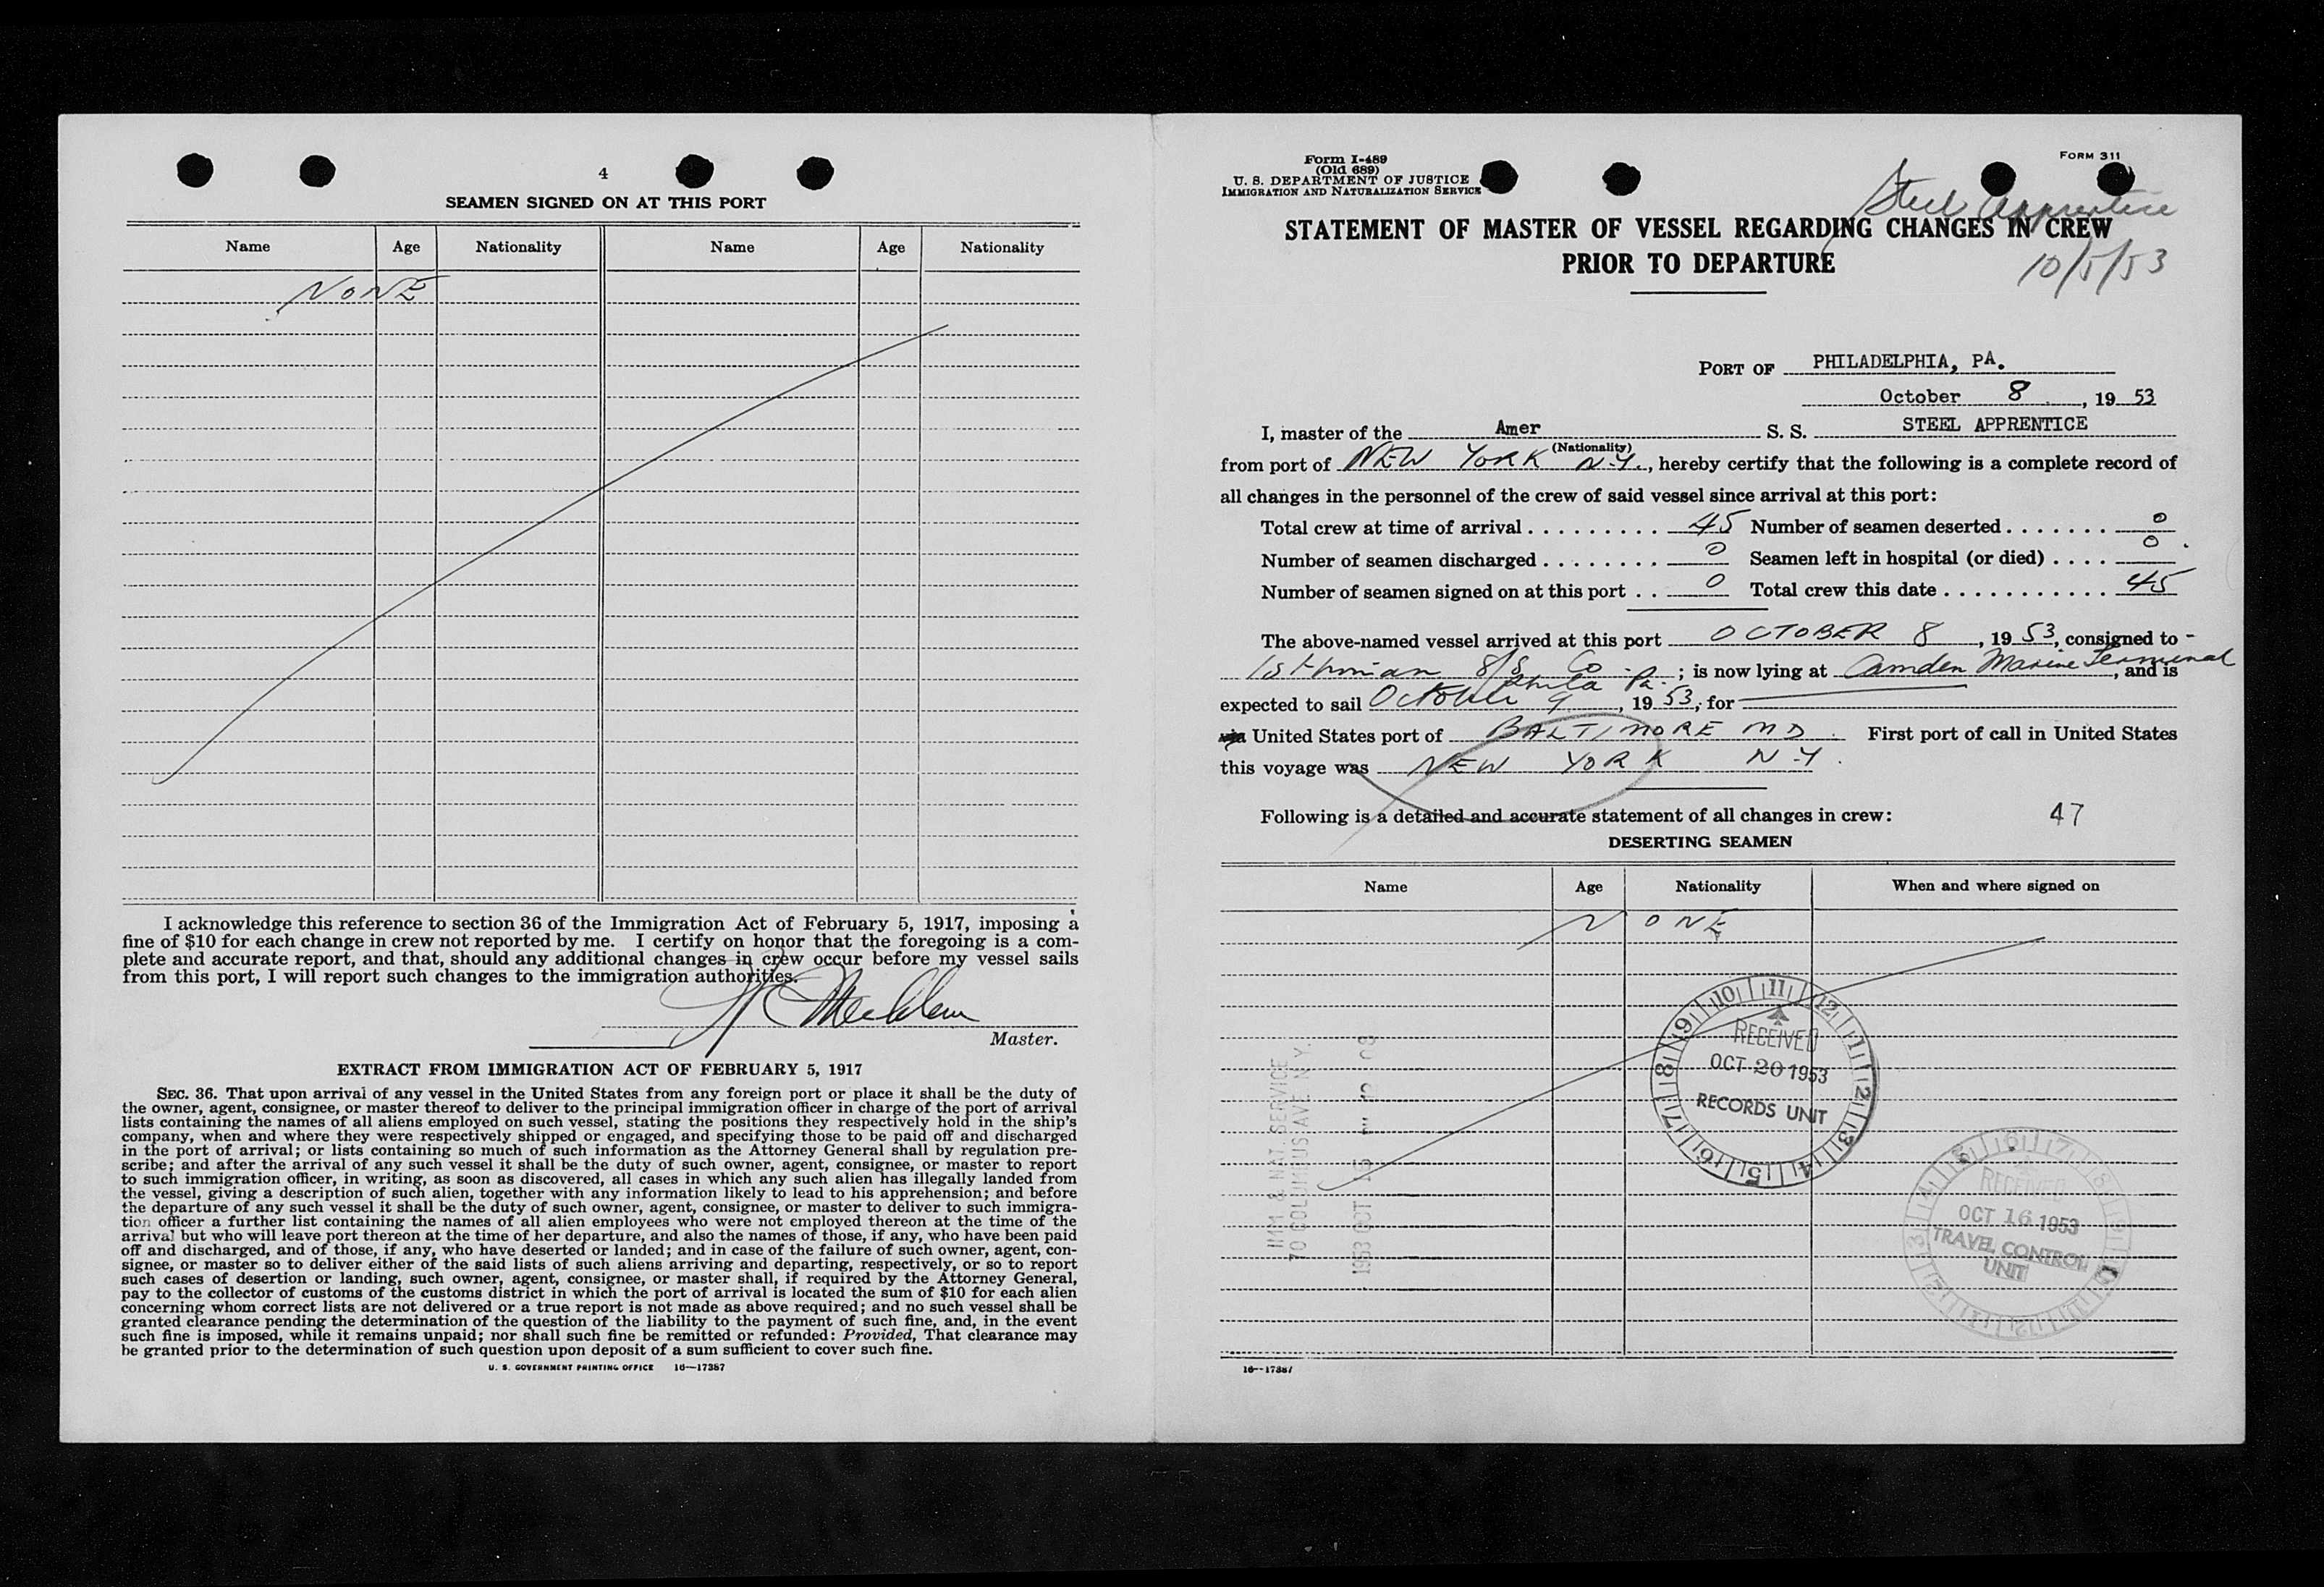 4
SEAMEN SIGNED ON AT THIS PORT
Name Age Nationality Name Age Nationality
NONE
I acknowledge this reference to section 36 of the Immigration Act of February 5, 1917, imposing a
fine of $10 for each change in crew not reported by me. I certify on honor that the foregoing is a com-
plete and accurate report, and that, should any additional changes in crew occur before my vessel sails
from this port, I will report such changes to the immigration authorities.
Master.
EXTRACT FROM IMMIGRATION ACT OF FEBRUARY 5, 1917
SEC. 36. That upon arrival of any vessel in the United States from any foreign port or place it shall be the duty of
the owner, agent, consignee, or master thereof to deliver to the principal immigration officer in charge of the port of arrival
lists containing the names of all aliens employed on such vessel, stating the positions they respectively hold in the ship's
company, when and where they were respectively shipped or engaged, and specifying those to be paid off and discharged
in the port of arrival; or lists containing so much of such information as the Attorney General shall by regulation pre-
scribe; and after the arrival of any such vessel it shall be the duty of such owner, agent, consignee, or master to report
to such immigration officer, in writing, as soon as discovered, all cases in which any such alien has illegally landed from
the vessel, giving a description of such alien, together with any information likely to lead to his apprehension; and before
the departure of any such vessel it shall be the duty of such owner, agent, consignee, or master to deliver to such immigra-
tion officer a further list containing the names of all alien employees who were not employed thereon at the time of the
arrival but who will leave port thereon at the time of her departure, and also the names of those, if any, who have been paid
off and discharged, and of those, if any, who have deserted or landed; and in case of the failure of such owner, agent, con-
signee, or master so to deliver either of the said lists of such aliens arriving and departing, respectively, or so to report
such cases of desertion or landing, such owner, agent, consignee, or master shall, if required by the Attorney General,
pay to the collector of customs of the customs district in which the port of arrival is located the sum of $10 for each alien
concerning whom correct lists are not delivered or a true report is not made as above required; and no such vessel shall be
granted clearance pending the determination of the question of the liability to the payment of such fine, and, in the event
such fine is imposed, while it remains unpaid; nor shall such fine be remitted or refunded: Provided, That clearance may
be granted prior to the determination of such question upon deposit of a sum sufficient to cover such fine.
U. S. GOVERNMENT PRINTING OFFICE 16—17387
Form I-489
(Old 689)
U. S. DEPARTMENT OF JUSTICE
IMMIGRATION AND NATURALIZATION SERVICE
FORM 311
Steel Apprentice
STATEMENT OF MASTER OF VESSEL REGARDING CHANGES IN CREW
PRIOR TO DEPARTURE
10/5/53
PORT OF PHILADELPHIA, PA.
October 8, 19 53
I, master of the Amer S. S. STEEL APPRENTICE
(Nationality)
from port of NEW YORK N.Y., hereby certify that the following is a complete record of
all changes in the personnel of the crew of said vessel since arrival at this port:
Total crew at time of arrival . . . . . . . . . . 45 Number of seamen deserted . . . . . . . 0
Number of seamen discharged . . . . . . . . 0 Seamen left in hospital (or died) . . . . 0
Number of seamen signed on at this port . . 0 Total crew this date . . . . . . . . . . . . 45
The above-named vessel arrived at this port OCTOBER 8, 19 53, consigned to
Isthmian S/S Co Phila Pa.; is now lying at Camden Marine Terminal, and is
expected to sail October 9, 19 53, for
via United States port of BALTIMORE MD. First port of call in United States
this voyage was NEW YORK N.Y.
Following is a detailed and accurate statement of all changes in crew: 47
DESERTING SEAMEN
Name Age Nationality When and where signed on
NONE
10 11 12 1 2 3 4 5 6 7 8 9
RECEIVED
OCT 20 1953
RECORDS UNIT
IMM & NAT. SERVICE
70 COLUMBUS AVE N.Y.
RECEIVED
OCT 16 1953
TRAVEL CONTROL
UNIT
16—17387